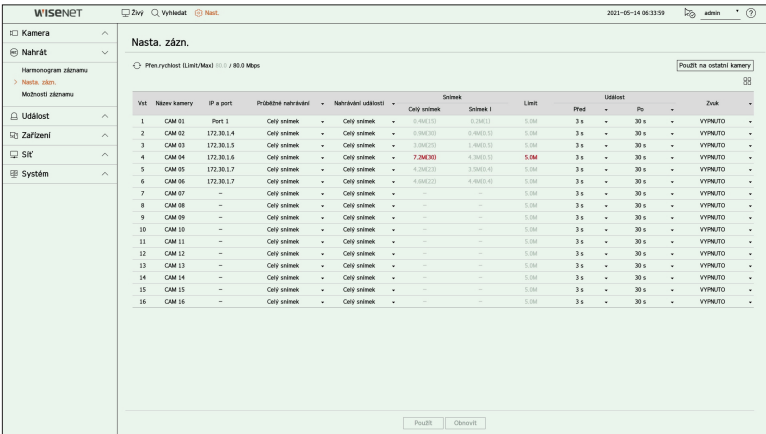 WISENET
Živý Vyhledat Nast.
2021-05-14 06:33:59 admin
Kamera
Nahrát
Harmonogram záznamu
Nasta. zázn.
Možnosti záznamu
Událost
Zařízení
Síť
Systém
Nasta. zázn.
Přen.rychlost (Limit/Max) 80.0 / 80.0 Mbps
Použít na ostatní kamery
Vst Název kamery IP a port Průběžné nahrávání Nahrávání události Snímek Limit Událost Zvuk
Celý snímek Snímek I Před Po
1 CAM 01 Port 1 Celý snímek Celý snímek 0.4M(15) 0.2M(1) 5.0M 3 s 30 s VYPNUTO
2 CAM 02 172.30.1.4 Celý snímek Celý snímek 0.9M(30) 0.4M(0.5) 5.0M 3 s 30 s VYPNUTO
3 CAM 03 172.30.1.5 Celý snímek Celý snímek 1.4M(0.5) 5.0M 3 s 30 s VYPNUTO
4 CAM 04 172.30.1.6 Celý snímek Celý snímek 7.2M(30) 4.3M(0.5) 5.0M 3 s 30 s VYPNUTO
5 CAM 05 172.30.1.7 Celý snímek Celý snímek 4.2M(23) 3.9M(0.4) 5.0M 3 s 30 s VYPNUTO
6 CAM 06 172.30.1.7 Celý snímek Celý snímek 4.4M(0.4) 5.0M 3 s 30 s VYPNUTO
7 CAM 07 – Celý snímek Celý snímek – – 5.0M 3 s 30 s VYPNUTO
8 CAM 08 – Celý snímek Celý snímek – – 5.0M 3 s 30 s VYPNUTO
9 CAM 09 – Celý snímek Celý snímek – – 5.0M 3 s 30 s VYPNUTO
10 CAM 10 – Celý snímek Celý snímek – – 5.0M 3 s 30 s VYPNUTO
11 CAM 11 – Celý snímek Celý snímek – – 5.0M 3 s 30 s VYPNUTO
12 CAM 12 – Celý snímek Celý snímek – – 5.0M 3 s 30 s VYPNUTO
13 CAM 13 – Celý snímek Celý snímek – – 5.0M 3 s 30 s VYPNUTO
14 CAM 14 – Celý snímek Celý snímek – – 5.0M 3 s 30 s VYPNUTO
15 CAM 15 – Celý snímek Celý snímek – – 5.0M 3 s 30 s VYPNUTO
16 CAM 16 – Celý snímek Celý snímek – – 5.0M 3 s 30 s VYPNUTO
Použít Obnovit